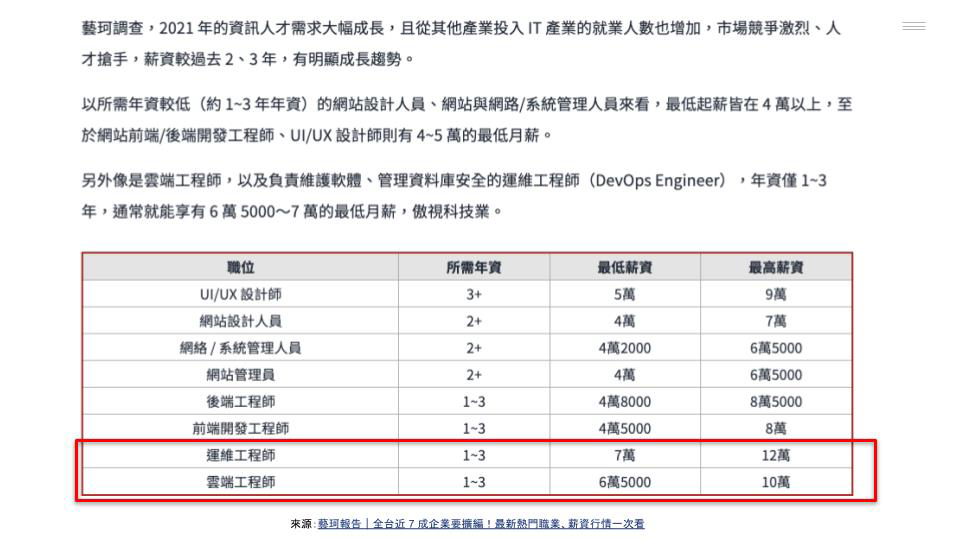 藝珂調查，2021 年的資訊人才需求大幅成長，且從其他產業投入 IT 產業的就業人數也增加，市場競爭激烈、人
才搶手，薪資較過去 2、3 年，有明顯成長趨勢。
以所需年資較低（約 1~3 年年資）的網站設計人員、網站與網路/系統管理人員來看，最低起薪皆在 4 萬以上，至
於網站前端/後端開發工程師、UI/UX 設計師則有 4~5 萬的最低月薪。
另外像是雲端工程師，以及負責維護軟體、管理資料庫安全的運維工程師（DevOps Engineer），年資僅 1~3
年，通常就能享有 6 萬 5000～7 萬的最低月薪，傲視科技業。
職位 所需年資 最低薪資 最高薪資
UI/UX 設計師 3+ 5萬 9萬
網站設計人員 2+ 4萬 7萬
網絡 / 系統管理人員 2+ 4萬2000 6萬5000
網站管理員 2+ 4萬 6萬5000
後端工程師 1~3 4萬8000 8萬5000
前端開發工程師 1~3 4萬5000 8萬
運維工程師 1~3 7萬 12萬
雲端工程師 1~3 6萬5000 10萬
來源：藝珂報告｜全台近 7 成企業要擴編！最新熱門職業、薪資行情一次看